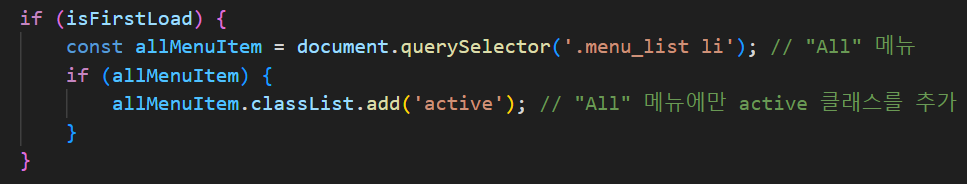 if (isFirstLoad) {
const allMenuItem = document.querySelector('.menu_list li'); // "All" 메뉴
if (allMenuItem) {
allMenuItem.classList.add('active'); // "All" 메뉴에만 active 클래스를 추가
}
}